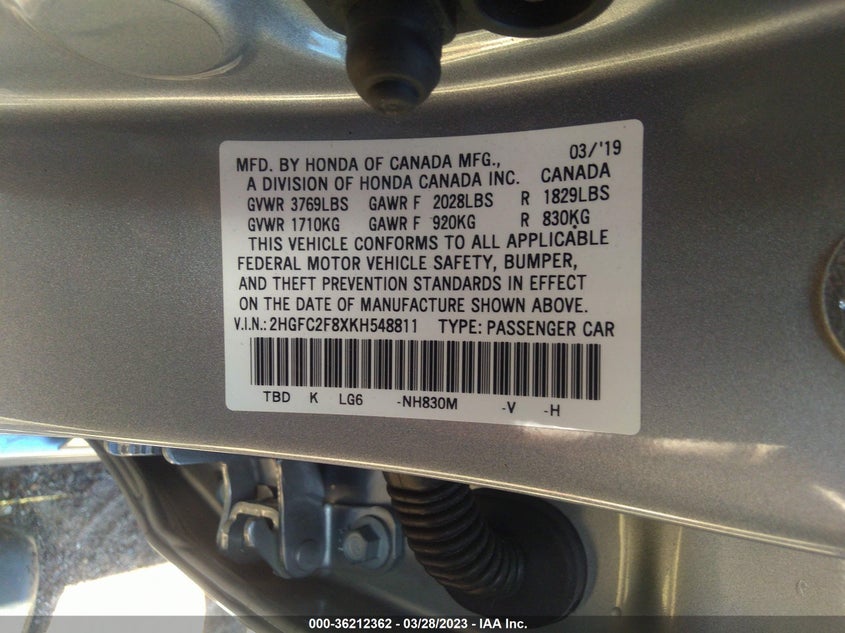 MFD. BY HONDA OF CANADA MFG., 03/'19
A DIVISION OF HONDA CANADA INC. CANADA
GVWR 3769LBS GAWR F 2028LBS R 1829LBS
GVWR 1710KG GAWR F 920KG R 830KG
THIS VEHICLE CONFORMS TO ALL APPLICABLE
FEDERAL MOTOR VEHICLE SAFETY, BUMPER,
AND THEFT PREVENTION STANDARDS IN EFFECT
ON THE DATE OF MANUFACTURE SHOWN ABOVE.
V.I.N.: 2HGFC2F8XKH548811 TYPE: PASSENGER CAR
TBD K LG6 -NH830M -V -H
000-36212362 - 03/28/2023 - IAA Inc.